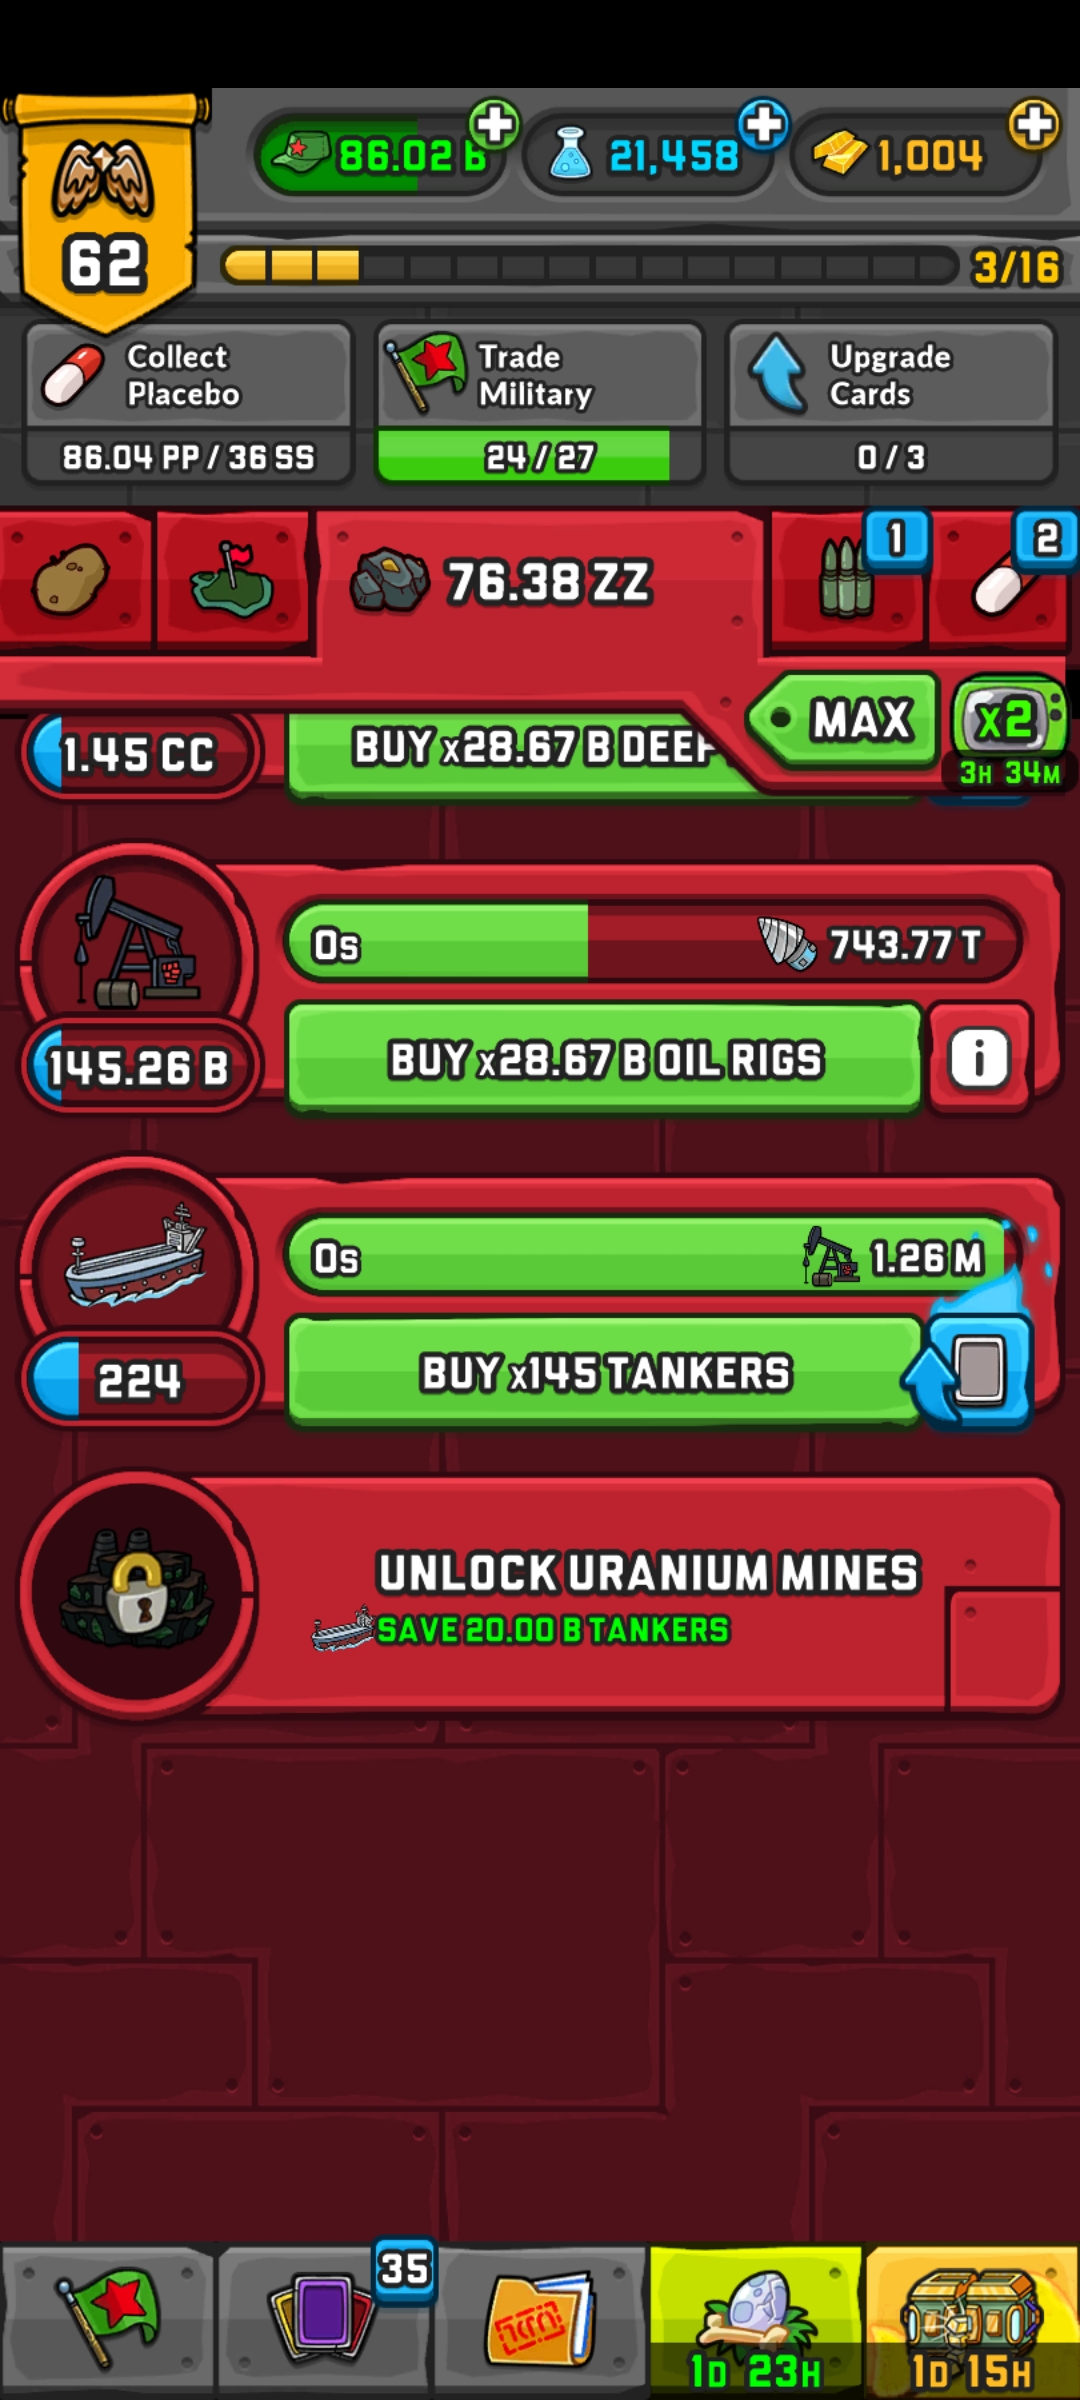 86.02 B
21,458
1,004
62
3/16
Collect
Placebo
86.04 PP / 36 SS
Trade
Military
24 / 27
Upgrade
Cards
0 / 3
76.38 ZZ
1
2
MAX
x2
3H 34M
1.45 CC
BUY x28.67 B DEEP
0s
743.77 T
145.26 B
BUY x28.67 B OIL RIGS
i
0s
1.26 M
224
BUY x145 TANKERS
UNLOCK URANIUM MINES
SAVE 20.00 B TANKERS
35
1D 23H
1D 15H